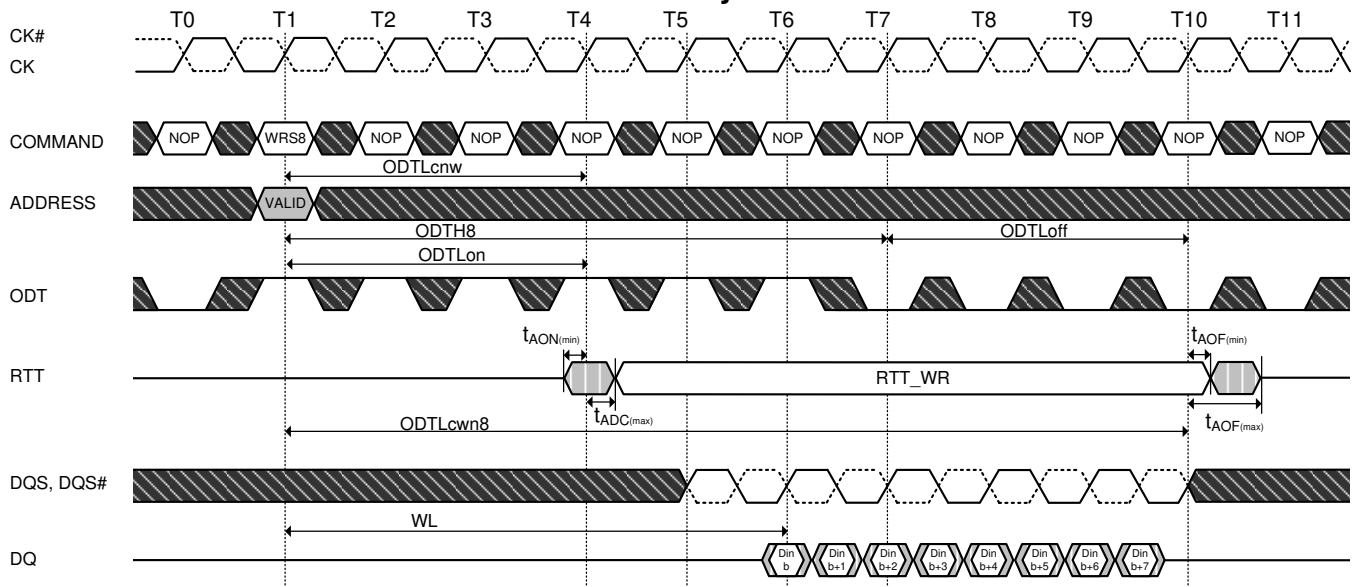 T0 T1 T2 T3 T4 T5 T6 T7 T8 T9 T10 T11
CK#
CK
COMMAND NOP WRS8 NOP NOP NOP NOP NOP NOP NOP NOP NOP NOP
ODTLcnw
ADDRESS VALID
ODTH8 ODTLoff
ODTLon
ODT
tAON(min) tAOF(min)
RTT RTT_WR
tADC(max) tAOF(max)
ODTLcwn8
DQS, DQS#
WL
DQ Din b Din b+1 Din b+2 Din b+3 Din b+4 Din b+5 Din b+6 Din b+7